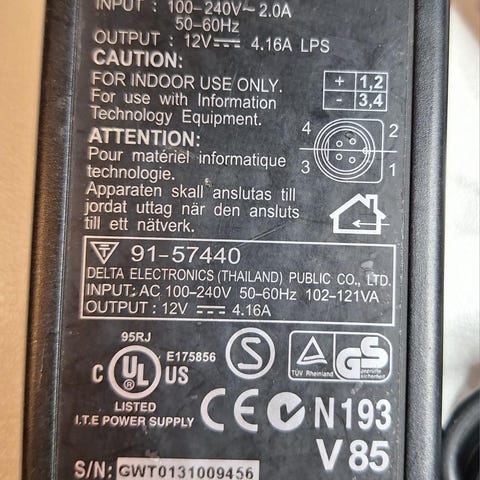 INPUT : 100-240V~ 2.0A
50-60Hz
OUTPUT : 12V⎓ 4.16A LPS
CAUTION:
FOR INDOOR USE ONLY.
For use with Information
Technology Equipment.
+ 1,2
- 3,4
ATTENTION:
Pour matériel informatique
technologie.
Apparaten skall anslutas till
jordat uttag när den ansluts
till ett nätverk.
4 2
3 1
91-57440
DELTA ELECTRONICS (THAILAND) PUBLIC CO., LTD.
INPUT: AC 100-240V 50-60Hz 102-121VA
OUTPUT : 12V ⎓ 4.16A
95RJ
E175856
C UL US
LISTED
I.T.E POWER SUPPLY
S
TÜV Rheinland
GS
geprüfte
Sicherheit
CE N193
V85
S/N: GWT0131009456